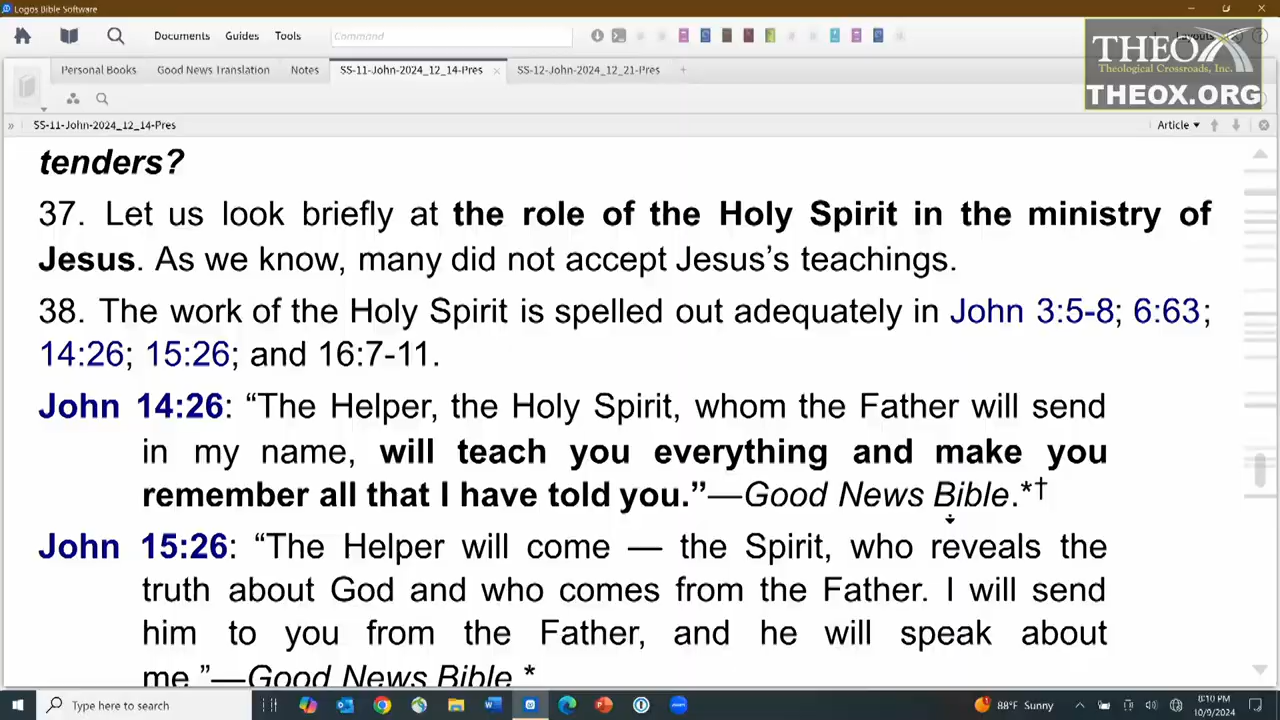 Logos Bible Software
Documents Guides Tools Command Layouts
THEOX
Theological Crossroads, Inc.
THEOX.ORG
Personal Books Good News Translation Notes SS-11-John-2024_12_14-Pres SS-12-John-2024_12_21-Pres
SS-11-John-2024_12_14-Pres Article
tenders?
37. Let us look briefly at the role of the Holy Spirit in the ministry of
Jesus. As we know, many did not accept Jesus’s teachings.
38. The work of the Holy Spirit is spelled out adequately in John 3:5-8; 6:63;
14:26; 15:26; and 16:7-11.
John 14:26: “The Helper, the Holy Spirit, whom the Father will send
in my name, will teach you everything and make you
remember all that I have told you.”—Good News Bible.*†
John 15:26: “The Helper will come — the Spirit, who reveals the
truth about God and who comes from the Father. I will send
him to you from the Father, and he will speak about
me.”—Good News Bible.*
Type here to search 88°F Sunny 8:10 PM
10/9/2024